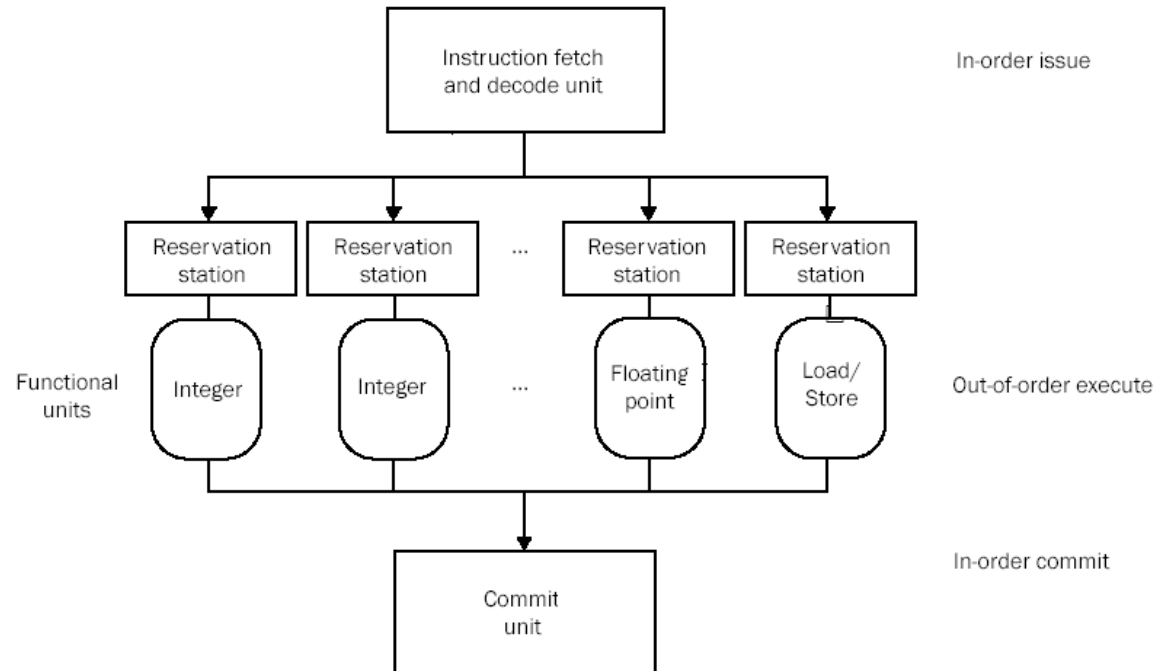 Instruction fetch
and decode unit
In-order issue
Reservation
station
Reservation
station
...
Reservation
station
Reservation
station
Functional
units
Integer
Integer
...
Floating
point
Load/
Store
Out-of-order execute
In-order commit
Commit
unit